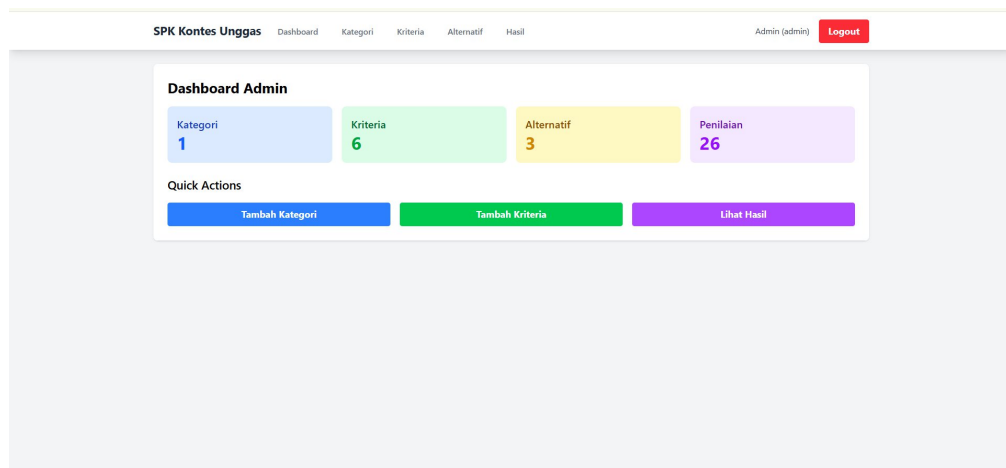 SPK Kontes Unggas Dashboard Kategori Kriteria Alternatif Hasil Admin (admin) Logout
Dashboard Admin
Kategori Kriteria Alternatif Penilaian
1 6 3 26
Quick Actions
Tambah Kategori Tambah Kriteria Lihat Hasil